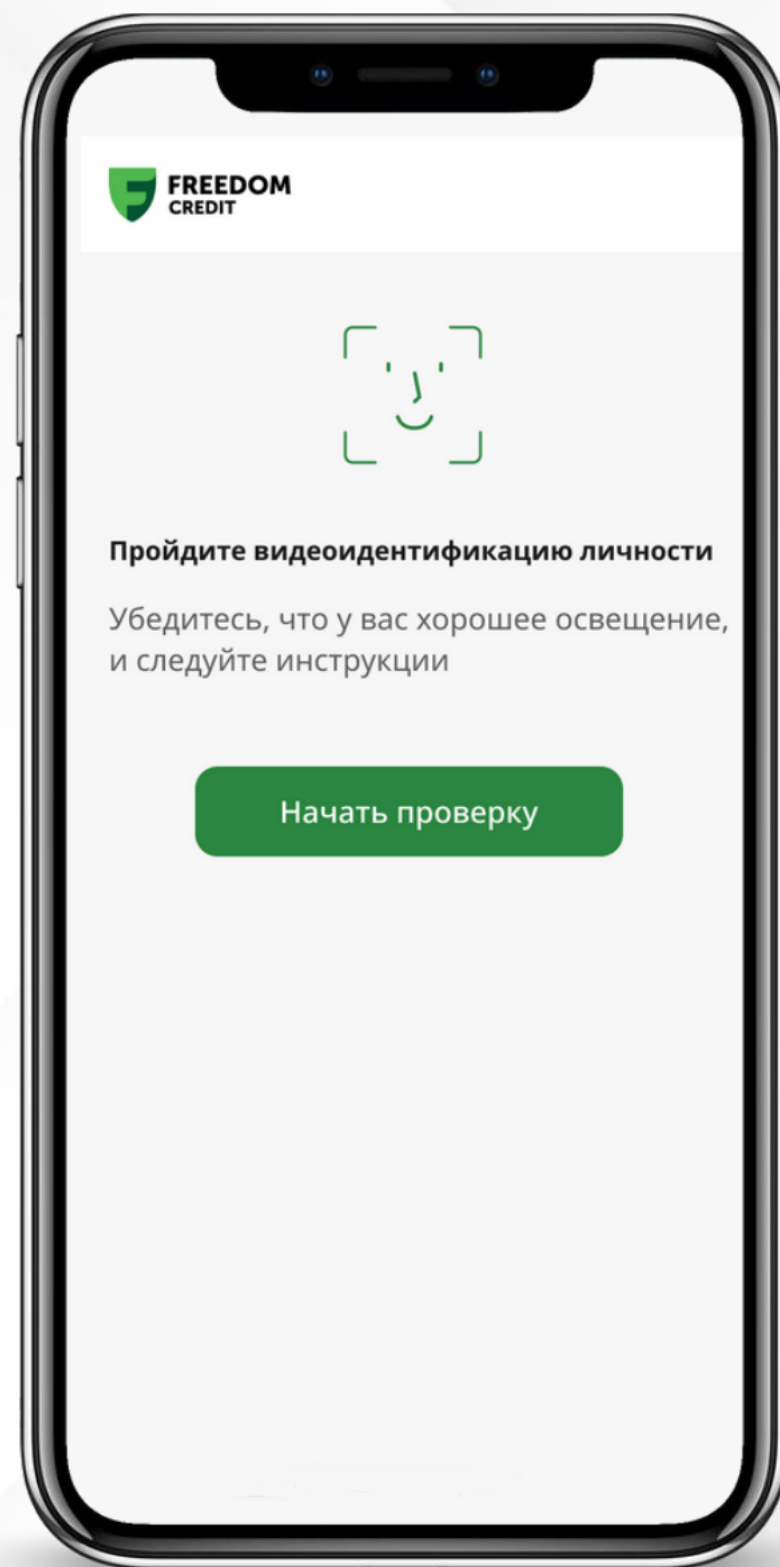 FREEDOM
CREDIT
Пройдите видеоидентификацию личности
Убедитесь, что у вас хорошее освещение,
и следуйте инструкции
Начать проверку